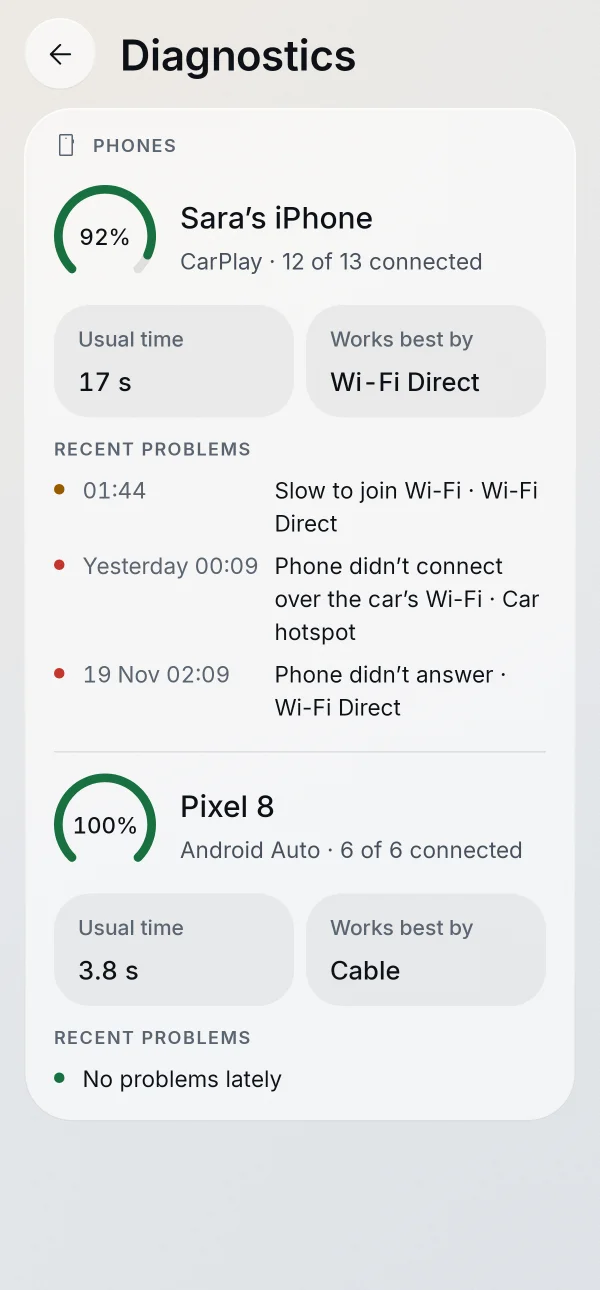 Diagnostics
PHONES
92%
Sara’s iPhone
CarPlay · 12 of 13 connected
Usual time
17 s
Works best by
Wi-Fi Direct
RECENT PROBLEMS
01:44
Slow to join Wi-Fi · Wi-Fi
Direct
Yesterday 00:09
Phone didn’t connect
over the car’s Wi-Fi · Car
hotspot
19 Nov 02:09
Phone didn’t answer ·
Wi-Fi Direct
100%
Pixel 8
Android Auto · 6 of 6 connected
Usual time
3.8 s
Works best by
Cable
RECENT PROBLEMS
No problems lately